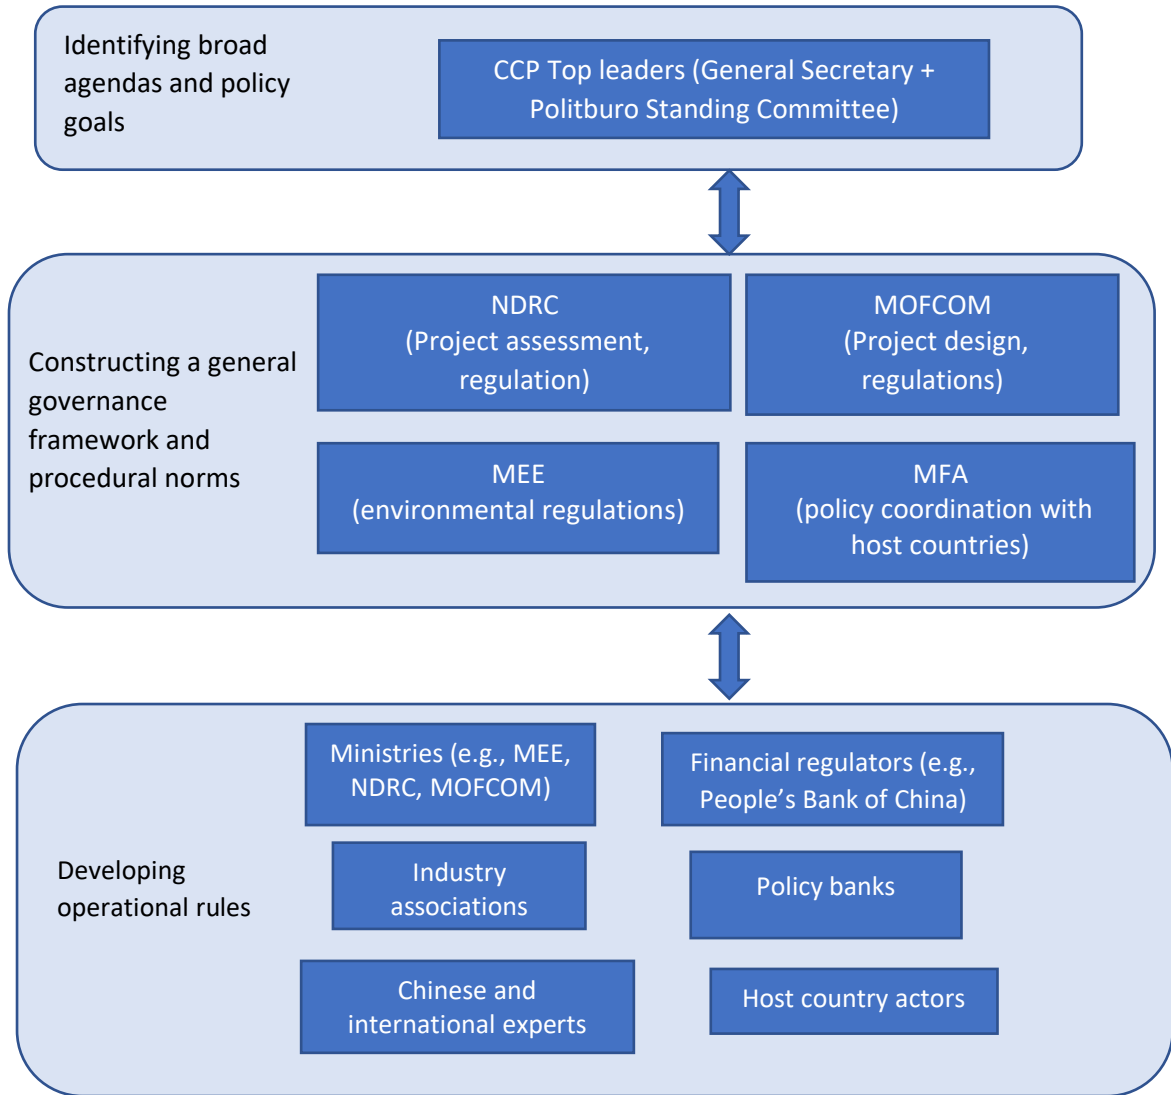 Identifying broad
agendas and policy
goals
CCP Top leaders (General Secretary +
Politburo Standing Committee)
Constructing a general
governance
framework and
procedural norms
NDRC
(Project assessment,
regulation)
MOFCOM
(Project design,
regulations)
MEE
(environmental regulations)
MFA
(policy coordination with
host countries)
Developing
operational rules
Ministries (e.g., MEE,
NDRC, MOFCOM)
Financial regulators (e.g.,
People’s Bank of China)
Industry
associations
Policy banks
Chinese and
international experts
Host country actors